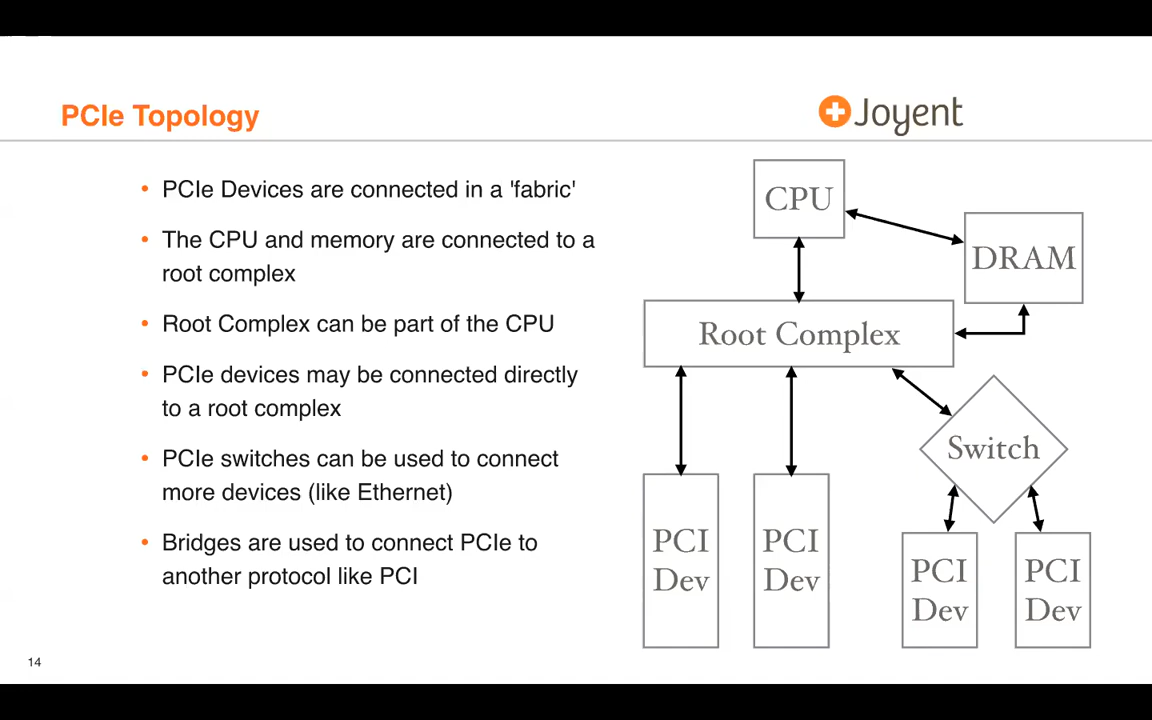 PCIe Topology
Joyent
• PCIe Devices are connected in a 'fabric'
• The CPU and memory are connected to a
root complex
• Root Complex can be part of the CPU
• PCIe devices may be connected directly
to a root complex
• PCIe switches can be used to connect
more devices (like Ethernet)
• Bridges are used to connect PCIe to
another protocol like PCI
CPU
DRAM
Root Complex
Switch
PCI
Dev
PCI
Dev
PCI
Dev
PCI
Dev
14